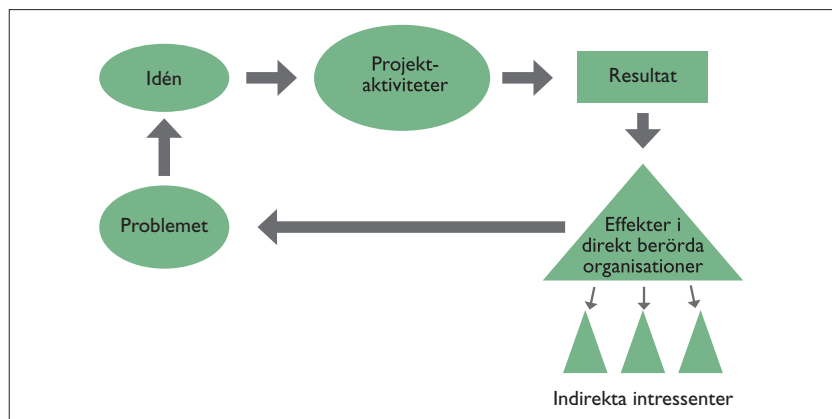 Idén
Projekt-
aktiviteter
Resultat
Problemet
Effekter i
direkt berörda
organisationer
Indirekta intressenter